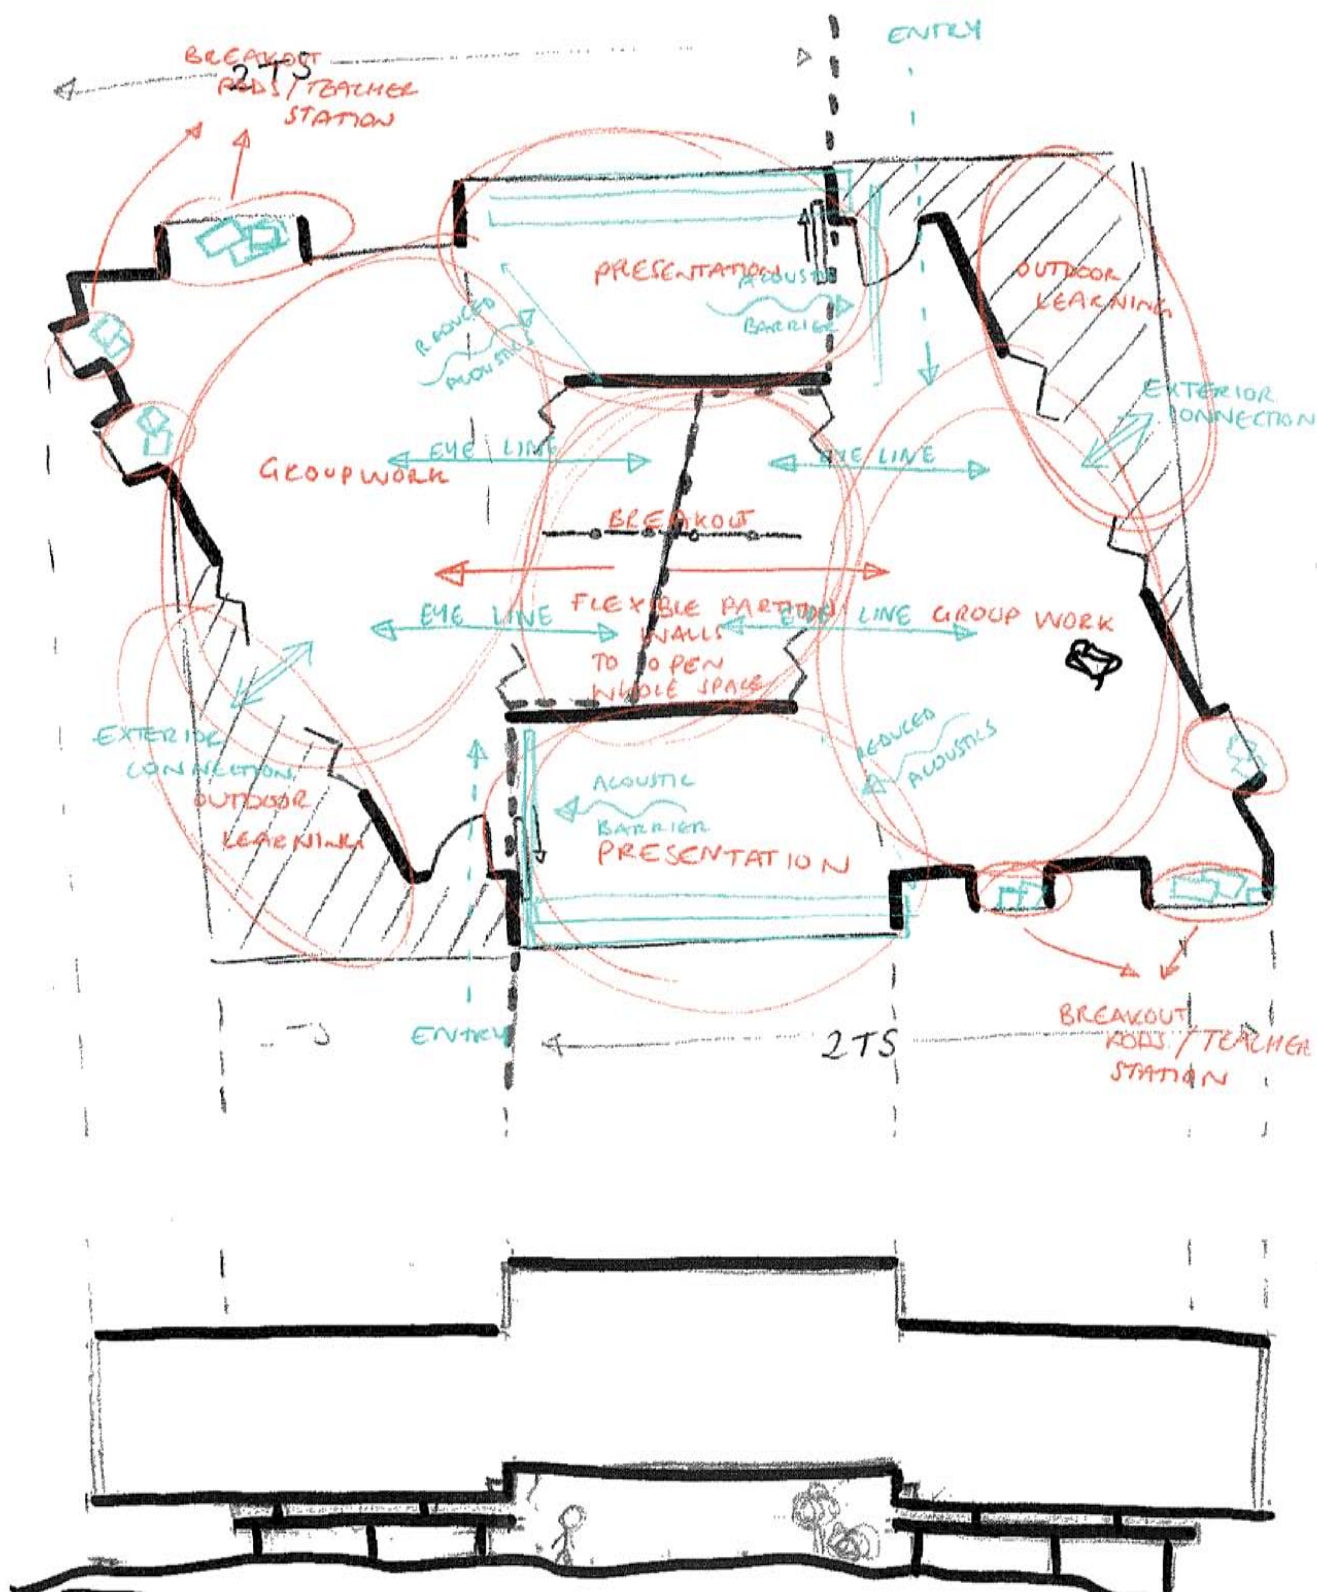 ENTRY
BREAKOUT
2TS
PODS / TEACHER
STATION
PRESENTATION
ACOUSTIC
BARRIER
OUTDOOR
LEARNING
REDUCED
ACOUSTICS
EXTERIOR
CONNECTION
EYE LINE
EYE LINE
GROUP WORK
BREAKOUT
EYE LINE
FLEXIBLE PARTITION
WALLS
TO OPEN
WHOLE SPACE
EYE LINE
GROUP WORK
EXTERIOR
CONNECTION
OUTDOOR
LEARNING
ACOUSTIC
BARRIER
PRESENTATION
REDUCED
ACOUSTICS
ENTRY
2TS
BREAKOUT
PODS / TEACHER
STATION